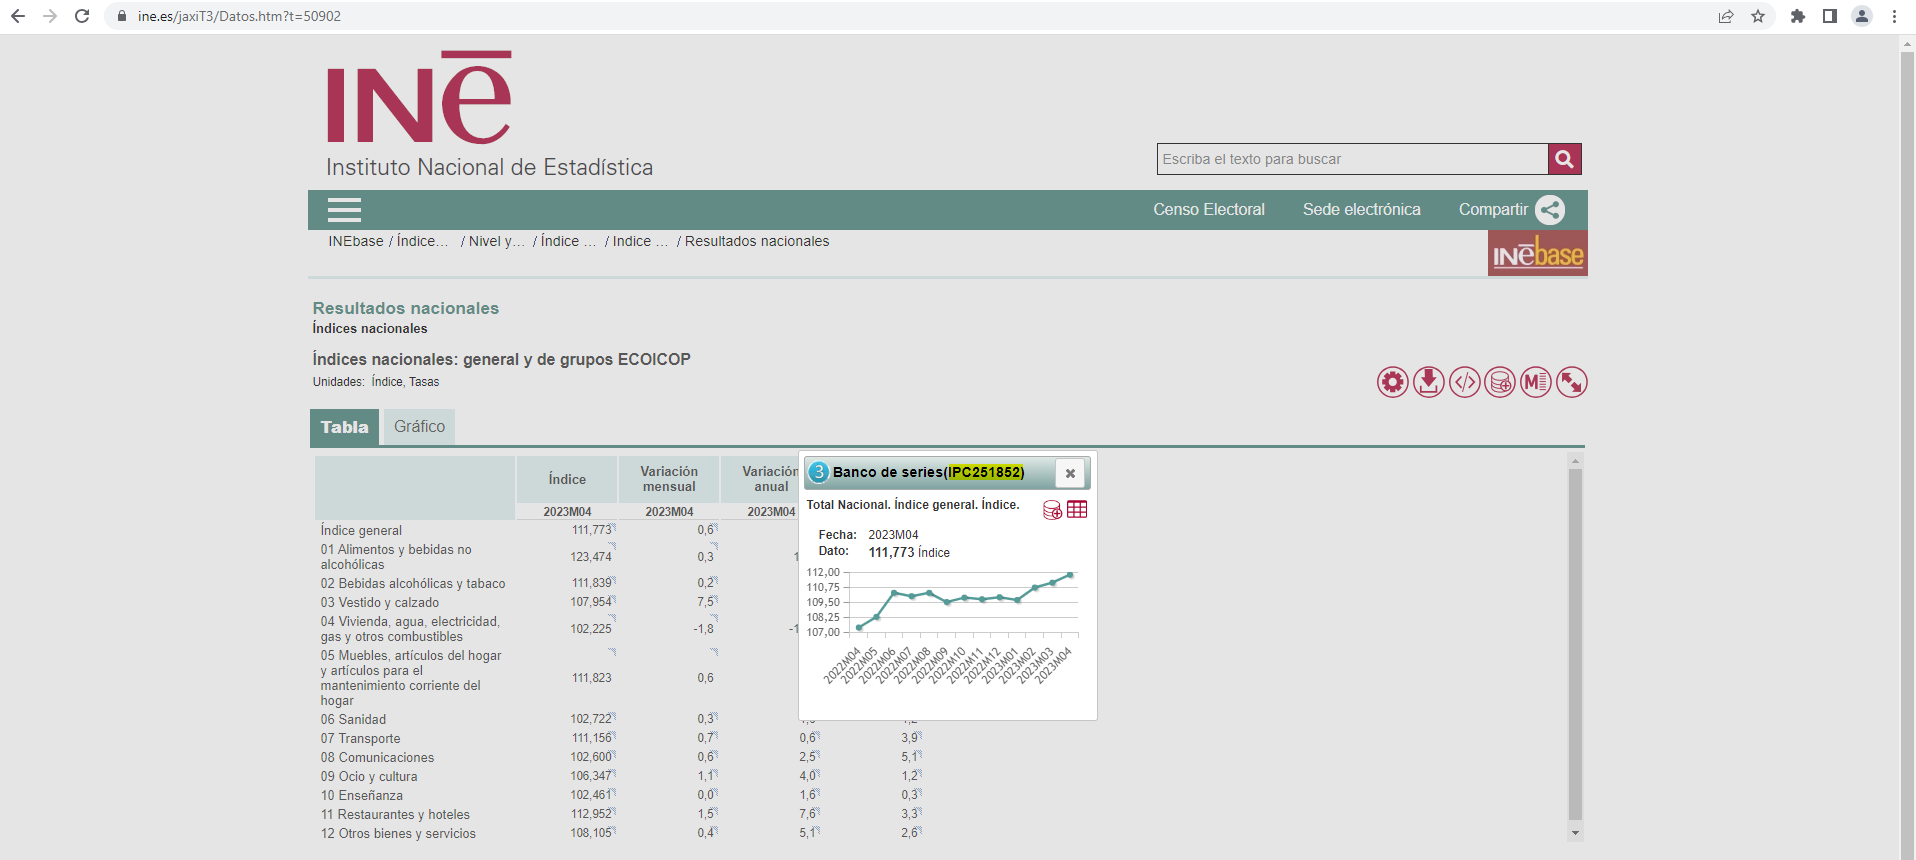 ine.es/jaxiT3/Datos.htm?t=50902
INe
Instituto Nacional de Estadística
Escriba el texto para buscar
Censo Electoral Sede electrónica Compartir
INEbase / Índice... / Nivel y... / Índice ... / Indice ... / Resultados nacionales
INebase
Resultados nacionales
Índices nacionales
Índices nacionales: general y de grupos ECOICOP
Unidades: Índice, Tasas
</> M
Tabla Gráfico
Índice Variación mensual Variación anual
2023M04 2023M04 2023M04
Índice general 111,773 0,6
01 Alimentos y bebidas no
alcohólicas 123,474 0,3 1
02 Bebidas alcohólicas y tabaco 111,839 0,2
03 Vestido y calzado 107,954 7,5
04 Vivienda, agua, electricidad,
gas y otros combustibles 102,225 -1,8 -1
05 Muebles, artículos del hogar
y artículos para el
mantenimiento corriente del
hogar 111,823 0,6
06 Sanidad 102,722 0,3
07 Transporte 111,156 0,7 0,6 3,9
08 Comunicaciones 102,600 0,6 2,5 5,1
09 Ocio y cultura 106,347 1,1 4,0 1,2
10 Enseñanza 102,461 0,0 1,6 0,3
11 Restaurantes y hoteles 112,952 1,5 7,6 3,3
12 Otros bienes y servicios 108,105 0,4 5,1 2,6
3 Banco de series(IPC251852)
Total Nacional. Índice general. Índice.
Fecha: 2023M04
Dato: 111,773 Índice
112,00
110,75
109,50
108,25
107,00
2022M04
2022M05
2022M06
2022M07
2022M08
2022M09
2022M10
2022M11
2022M12
2023M01
2023M02
2023M03
2023M04